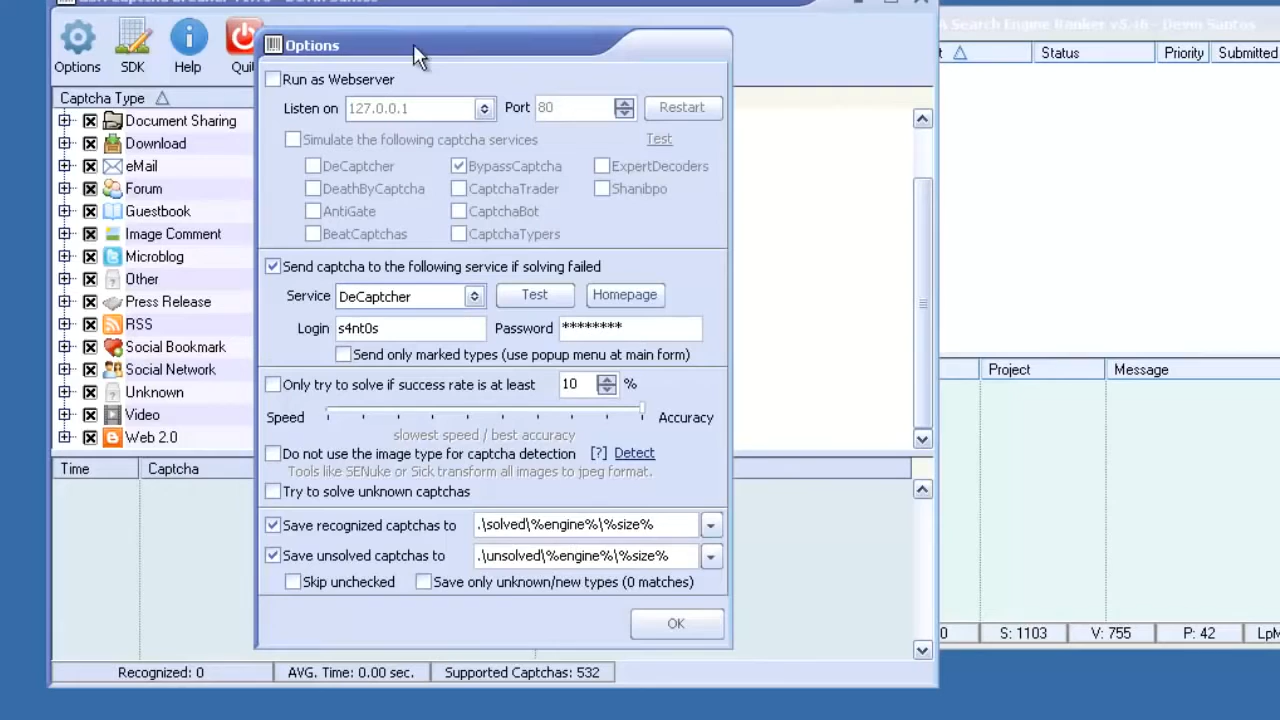 A Search Engine Ranker v5.46 - Devin Santos
Options
SDK
Help
Options
Captcha Type
Document Sharing
Download
eMail
Forum
Guestbook
Image Comment
Microblog
Other
Press Release
RSS
Social Bookmark
Social Network
Unknown
Video
Web 2.0
Run as Webserver
Listen on 127.0.0.1 Port 80 Restart
Simulate the following captcha services Test
DeCaptcher BypassCaptcha ExpertDecoders
DeathByCaptcha CaptchaTrader Shanibpo
AntiGate CaptchaBot
BeatCaptchas CaptchaTypers
Send captcha to the following service if solving failed
Service DeCaptcher Test Homepage
Login s4nt0s Password ********
Send only marked types (use popup menu at main form)
Only try to solve if success rate is at least 10 %
Speed Accuracy
slowest speed / best accuracy
Do not use the image type for captcha detection [?] Detect
Tools like SENuke or Sick transform all images to jpeg format.
Try to solve unknown captchas
Save recognized captchas to .\solved\%engine%\%size%
Save unsolved captchas to .\unsolved\%engine%\%size%
Skip unchecked Save only unknown/new types (0 matches)
OK
Time Captcha
Recognized: 0 AVG. Time: 0.00 sec. Supported Captchas: 532
Status Priority Submitted
Project Message
0 S: 1103 V: 755 P: 42